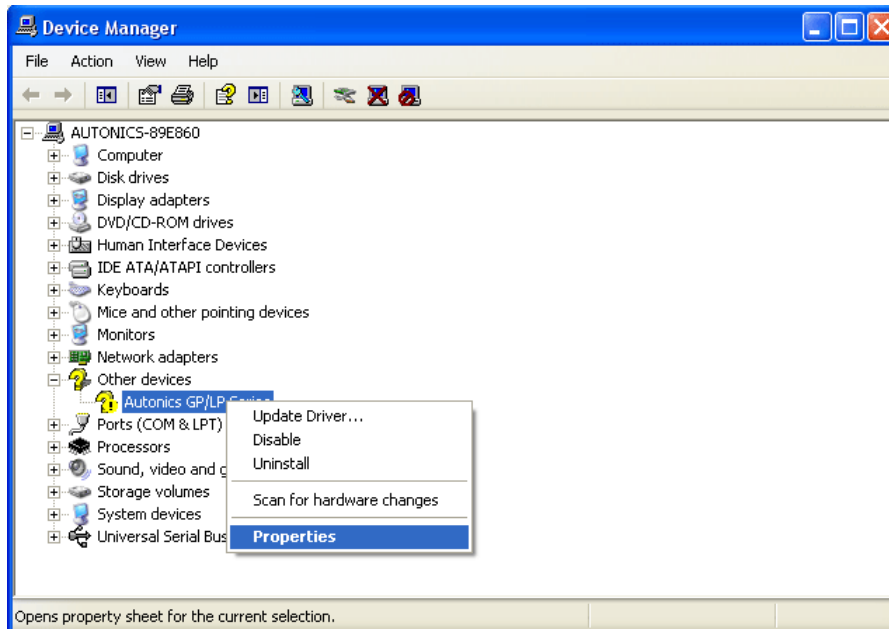 Device Manager
File Action View Help
AUTONICS-89E860
Computer
Disk drives
Display adapters
DVD/CD-ROM drives
Human Interface Devices
IDE ATA/ATAPI controllers
Keyboards
Mice and other pointing devices
Monitors
Network adapters
Other devices
Autonics GP/LP Series
Ports (COM & LPT)
Processors
Sound, video and g
Storage volumes
System devices
Universal Serial Bus
Update Driver...
Disable
Uninstall
Scan for hardware changes
Properties
Opens property sheet for the current selection.